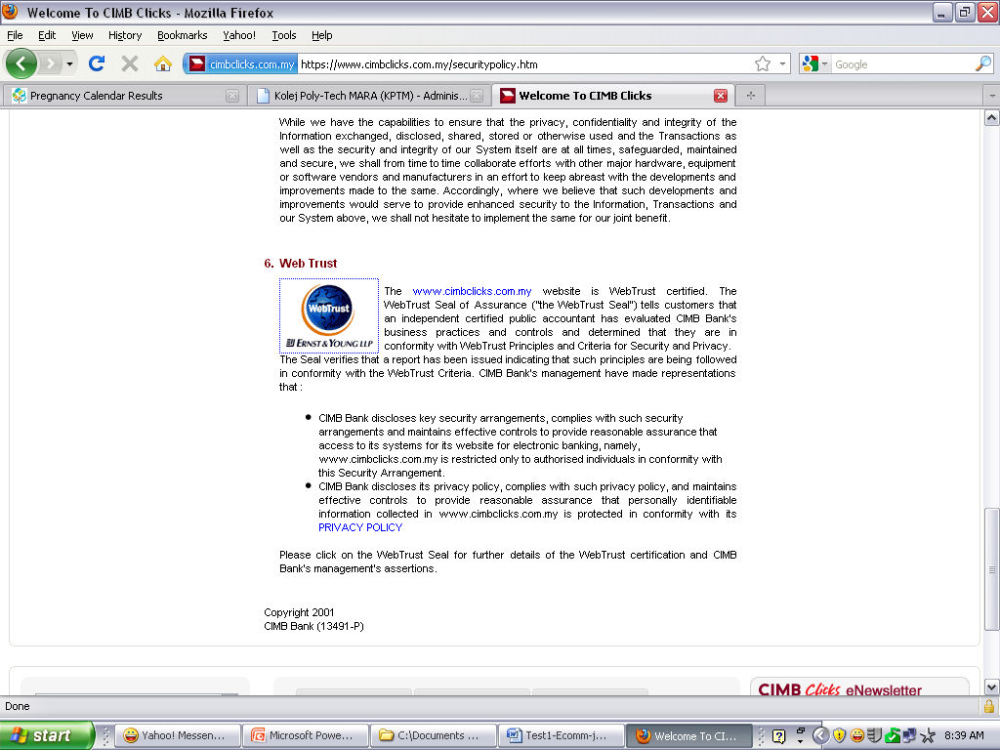 Welcome To CIMB Clicks - Mozilla Firefox
File Edit View History Bookmarks Yahoo! Tools Help
cimbclicks.com.my https://www.cimbclicks.com.my/securitypolicy.htm Google
Pregnancy Calendar Results Kolej Poly-Tech MARA (KPTM) - Adminis... Welcome To CIMB Clicks
While we have the capabilities to ensure that the privacy, confidentiality and integrity of the
Information exchanged, disclosed, shared, stored or otherwise used and the Transactions as
well as the security and integrity of our System itself are at all times, safeguarded, maintained
and secure, we shall from time to time collaborate efforts with other major hardware, equipment
or software vendors and manufacturers in an effort to keep abreast with the developments and
improvements made to the same. Accordingly, where we believe that such developments and
improvements would serve to provide enhanced security to the Information, Transactions and
our System above, we shall not hesitate to implement the same for our joint benefit.
6. Web Trust
WebTrust
ERNST & YOUNG LLP
The www.cimbclicks.com.my website is WebTrust certified. The
WebTrust Seal of Assurance ("the WebTrust Seal") tells customers that
an independent certified public accountant has evaluated CIMB Bank's
business practices and controls and determined that they are in
conformity with WebTrust Principles and Criteria for Security and Privacy.
The Seal verifies that a report has been issued indicating that such principles are being followed
in conformity with the WebTrust Criteria. CIMB Bank's management have made representations
that :
• CIMB Bank discloses key security arrangements, complies with such security
arrangements and maintains effective controls to provide reasonable assurance that
access to its systems for its website for electronic banking, namely,
www.cimbclicks.com.my is restricted only to authorised individuals in conformity with
this Security Arrangement.
• CIMB Bank discloses its privacy policy, complies with such privacy policy, and maintains
effective controls to provide reasonable assurance that personally identifiable
information collected in www.cimbclicks.com.my is protected in conformity with its
PRIVACY POLICY
Please click on the WebTrust Seal for further details of the WebTrust certification and CIMB
Bank's management's assertions.
Copyright 2001
CIMB Bank (13491-P)
CIMB Clicks eNewsletter
Done
start Yahoo! Messen... Microsoft Powe... C:\Documents ... Test1-Ecomm-j... Welcome To CI... 8:39 AM